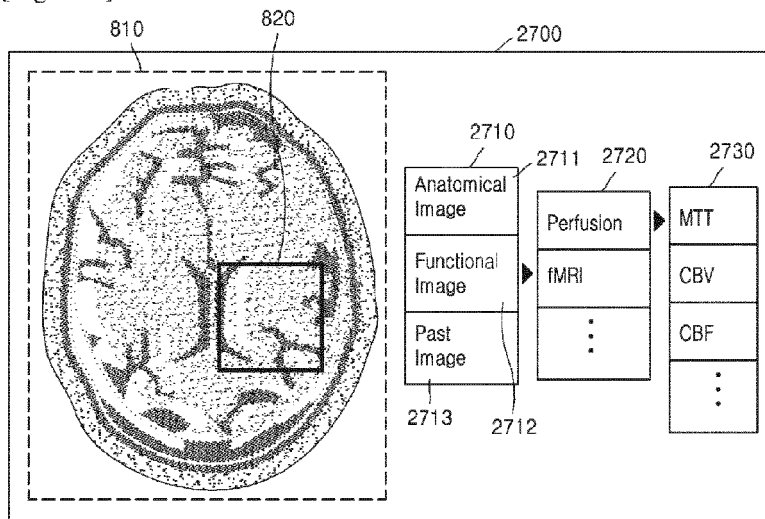 810
820
2700
2710
2711
Anatomical
Image
Functional
Image
Past
Image
2713
2712
2720
Perfusion
fMRI
2730
MTT
CBV
CBF